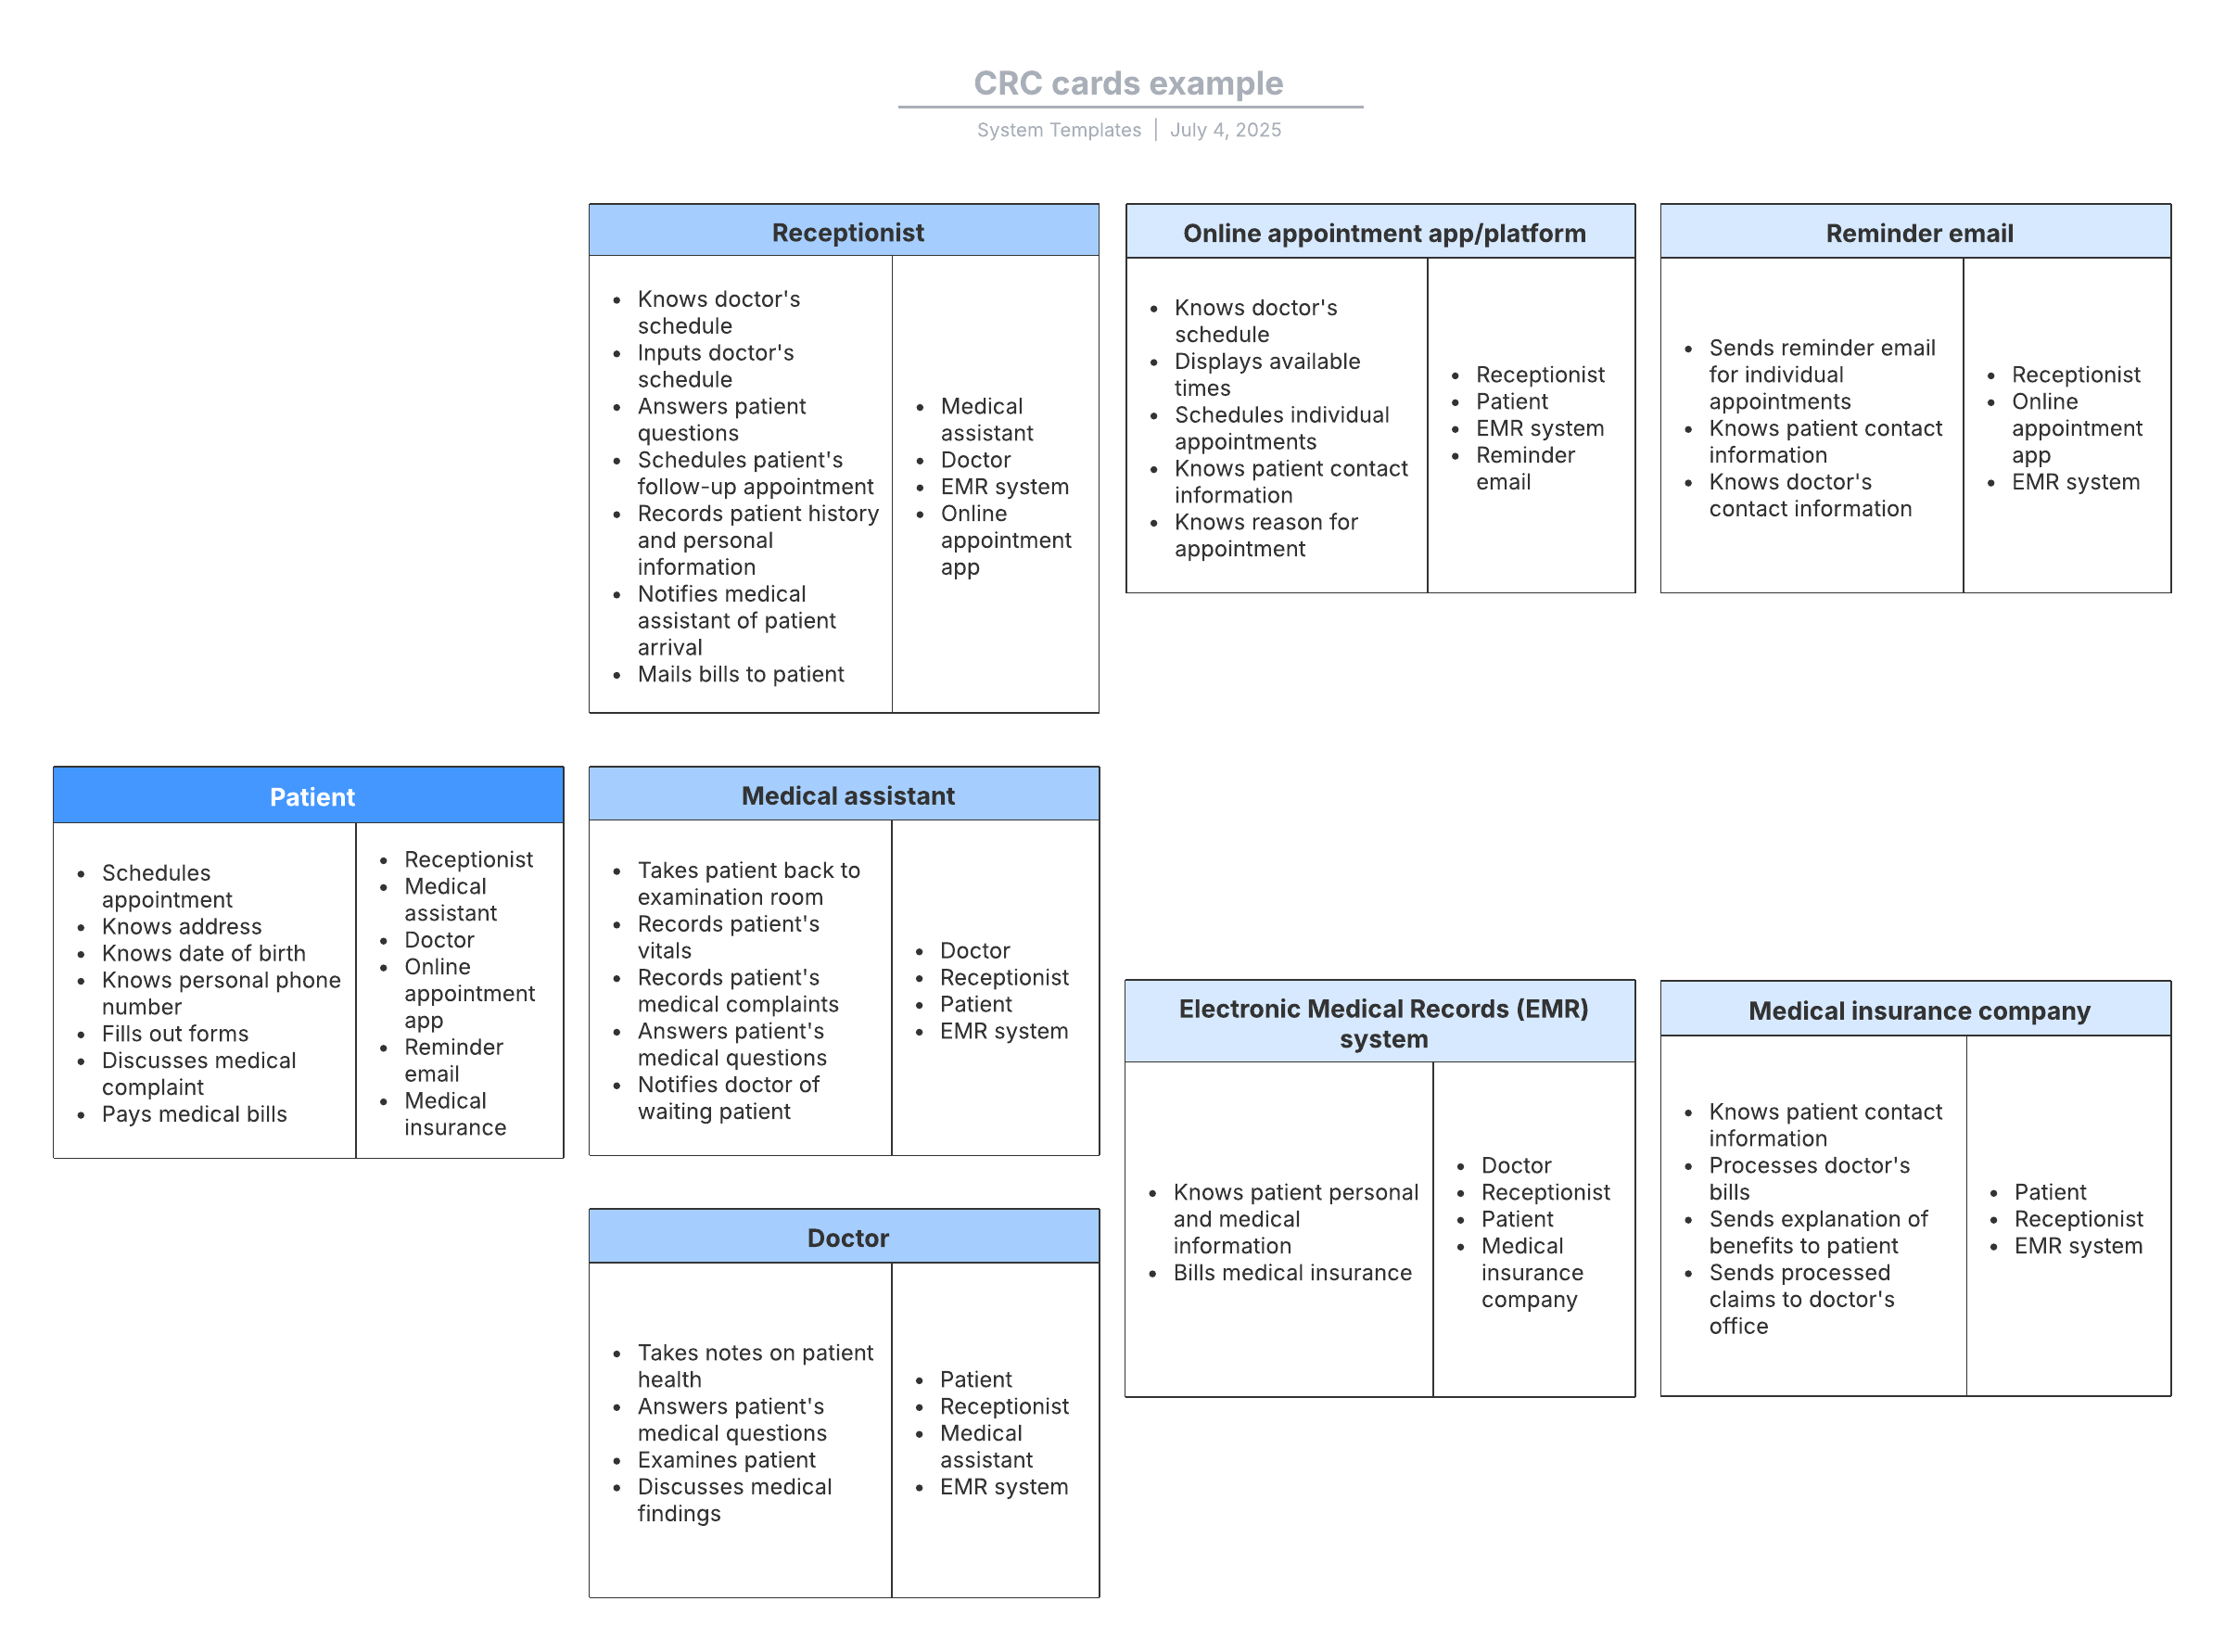 CRC cards example
System Templates | July 4, 2025
Receptionist
• Knows doctor's
schedule
• Inputs doctor's
schedule
• Answers patient
questions
• Schedules patient's
follow-up appointment
• Records patient history
and personal
information
• Notifies medical
assistant of patient
arrival
• Mails bills to patient
• Medical
assistant
• Doctor
• EMR system
• Online
appointment
app
Online appointment app/platform
• Knows doctor's
schedule
• Displays available
times
• Schedules individual
appointments
• Knows patient contact
information
• Knows reason for
appointment
• Receptionist
• Patient
• EMR system
• Reminder
email
Reminder email
• Sends reminder email
for individual
appointments
• Knows patient contact
information
• Knows doctor's
contact information
• Receptionist
• Online
appointment
app
• EMR system
Patient
• Schedules
appointment
• Knows address
• Knows date of birth
• Knows personal phone
number
• Fills out forms
• Discusses medical
complaint
• Pays medical bills
• Receptionist
• Medical
assistant
• Doctor
• Online
appointment
app
• Reminder
email
• Medical
insurance
Medical assistant
• Takes patient back to
examination room
• Records patient's
vitals
• Records patient's
medical complaints
• Answers patient's
medical questions
• Notifies doctor of
waiting patient
• Doctor
• Receptionist
• Patient
• EMR system
Electronic Medical Records (EMR)
system
• Knows patient personal
and medical
information
• Bills medical insurance
• Doctor
• Receptionist
• Patient
• Medical
insurance
company
Medical insurance company
• Knows patient contact
information
• Processes doctor's
bills
• Sends explanation of
benefits to patient
• Sends processed
claims to doctor's
office
• Patient
• Receptionist
• EMR system
Doctor
• Takes notes on patient
health
• Answers patient's
medical questions
• Examines patient
• Discusses medical
findings
• Patient
• Receptionist
• Medical
assistant
• EMR system